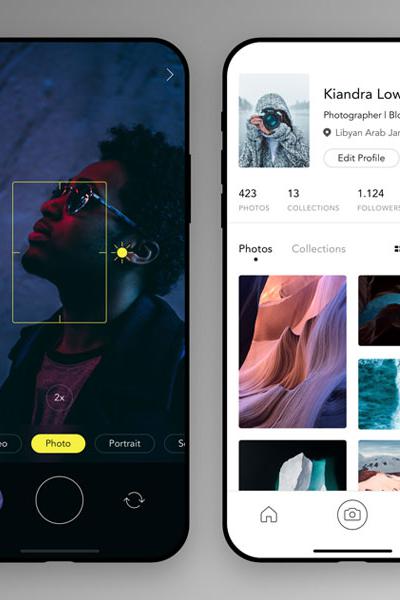 2x
eo
Photo
Portrait
S
Kiandra Low
Photographer | Blo
Libyan Arab Jam
Edit Profile
423
PHOTOS
13
COLLECTIONS
1.124
FOLLOWERS
Photos
Collections